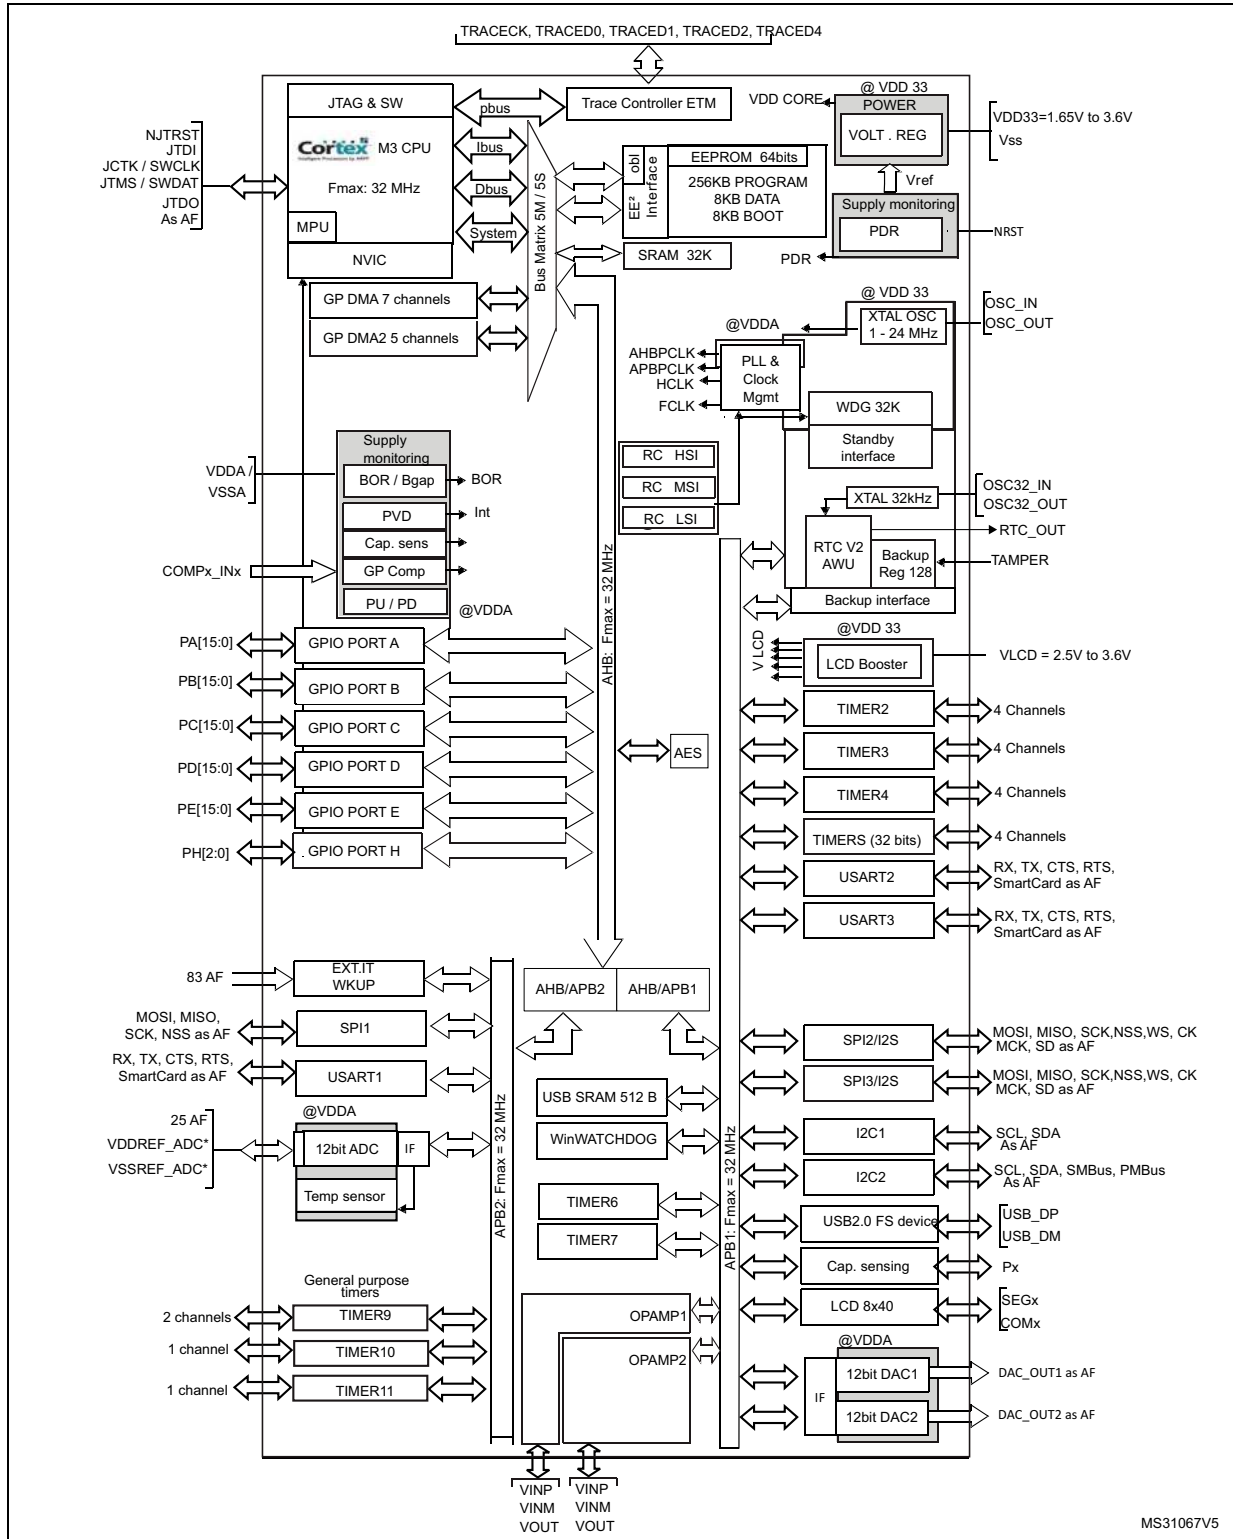 TRACECK, TRACED0, TRACED1, TRACED2, TRACED4
JTAG & SW
pbus
Trace Controller ETM
VDD CORE
@ VDD 33
POWER
VOLT . REG
VDD33=1.65V to 3.6V
Vss
NJTRST
JTDI
JCTK / SWCLK
JTMS / SWDAT
JTDO
As AF
Cortex
M3 CPU
Fmax: 32 MHz
MPU
NVIC
Ibus
Dbus
System
Bus Matrix 5M / 5S
obl
EE²
Interface
EEPROM 64bits
256KB PROGRAM
8KB DATA
8KB BOOT
SRAM 32K
Vref
Supply monitoring
PDR
NRST
PDR
GP DMA 7 channels
GP DMA2 5 channels
@ VDD 33
XTAL OSC
1 - 24 MHz
OSC_IN
OSC_OUT
@VDDA
AHBPCLK
APBPCLK
HCLK
FCLK
PLL &
Clock
Mgmt
WDG 32K
Standby
interface
Supply
monitoring
VDDA /
VSSA
BOR / Bgap
BOR
PVD
Int
Cap. sens
COMPx_INx
GP Comp
PU / PD
@VDDA
RC HSI
RC MSI
RC LSI
XTAL 32kHz
OSC32_IN
OSC32_OUT
RTC_OUT
RTC V2
AWU
Backup
Reg 128
TAMPER
Backup interface
AHB: Fmax = 32 MHz
PA[15:0]
GPIO PORT A
PB[15:0]
GPIO PORT B
PC[15:0]
GPIO PORT C
PD[15:0]
GPIO PORT D
PE[15:0]
GPIO PORT E
PH[2:0]
GPIO PORT H
AES
@VDD 33
V LCD
LCD Booster
VLCD = 2.5V to 3.6V
TIMER2
4 Channels
TIMER3
4 Channels
TIMER4
4 Channels
TIMERS (32 bits)
4 Channels
USART2
RX, TX, CTS, RTS,
SmartCard as AF
USART3
RX, TX, CTS, RTS,
SmartCard as AF
83 AF
EXT.IT
WKUP
AHB/APB2
AHB/APB1
MOSI, MISO,
SCK, NSS as AF
SPI1
RX, TX, CTS, RTS,
SmartCard as AF
USART1
@VDDA
25 AF
VDDREF_ADC*
VSSREF_ADC*
12bit ADC
IF
Temp sensor
APB2: Fmax = 32 MHz
USB SRAM 512 B
WinWATCHDOG
TIMER6
TIMER7
APB1: Fmax = 32 MHz
SPI2/I2S
MOSI, MISO, SCK,NSS,WS, CK
MCK, SD as AF
SPI3/I2S
MOSI, MISO, SCK,NSS,WS, CK
MCK, SD as AF
I2C1
SCL, SDA
As AF
I2C2
SCL, SDA, SMBus, PMBus
As AF
USB2.0 FS device
USB_DP
USB_DM
Cap. sensing
Px
LCD 8x40
SEGx
COMx
General purpose
timers
2 channels
TIMER9
1 channel
TIMER10
1 channel
TIMER11
OPAMP1
OPAMP2
@VDDA
IF
12bit DAC1
DAC_OUT1 as AF
12bit DAC2
DAC_OUT2 as AF
VINP
VINM
VOUT
VINP
VINM
VOUT
MS31067V5